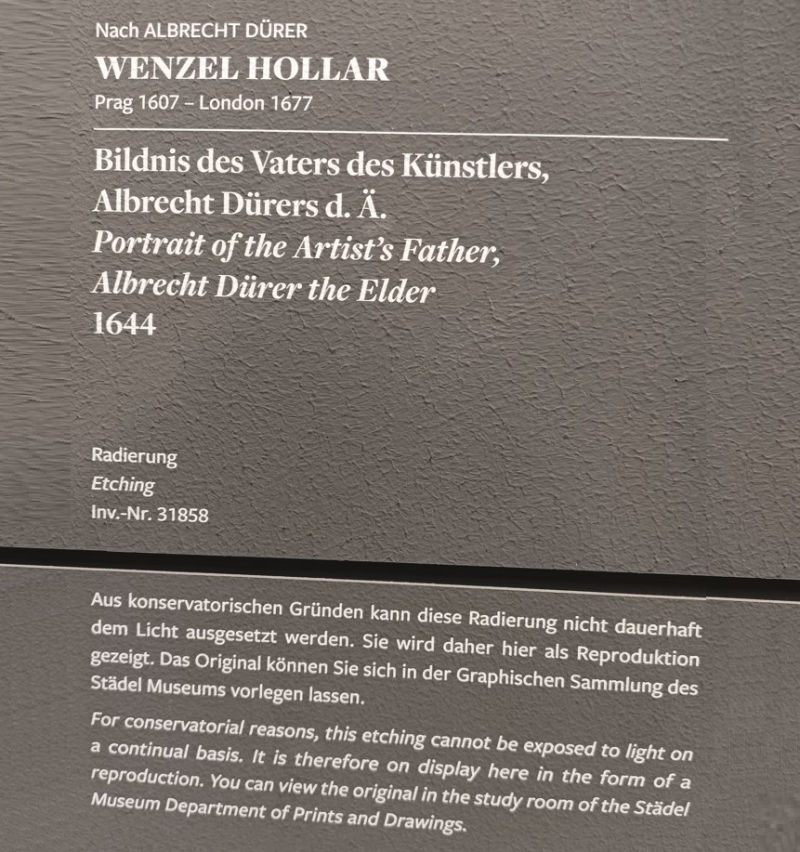 Nach ALBRECHT DÜRER
WENZEL HOLLAR
Prag 1607 – London 1677
Bildnis des Vaters des Künstlers,
Albrecht Dürers d. Ä.
Portrait of the Artist's Father,
Albrecht Dürer the Elder
1644
Radierung
Etching
Inv.-Nr. 31858
Aus konservatorischen Gründen kann diese Radierung nicht dauerhaft
dem Licht ausgesetzt werden. Sie wird daher hier als Reproduktion
gezeigt. Das Original können Sie sich in der Graphischen Sammlung des
Städel Museums vorlegen lassen.
For conservatorial reasons, this etching cannot be exposed to light on
a continual basis. It is therefore on display here in the form of a
reproduction. You can view the original in the study room of the Städel
Museum Department of Prints and Drawings.